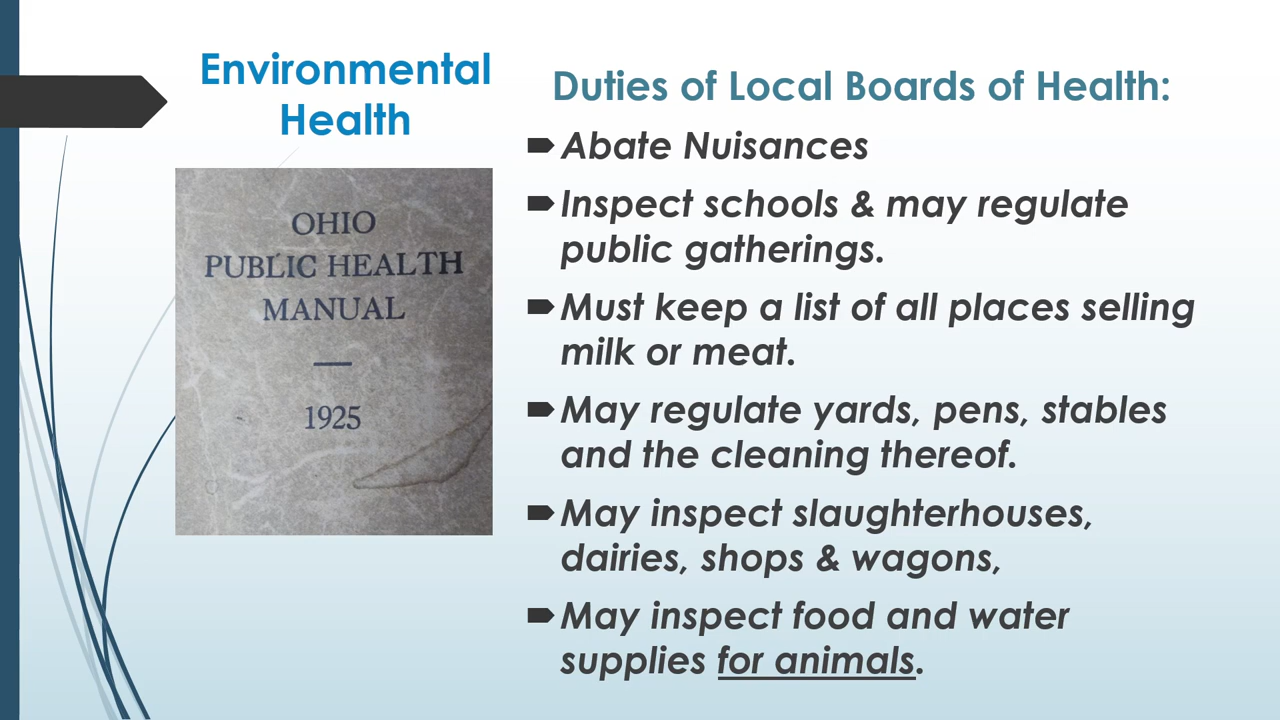 Environmental
Health
OHIO
PUBLIC HEALTH
MANUAL
1925
Duties of Local Boards of Health:
Abate Nuisances
Inspect schools & may regulate
public gatherings.
Must keep a list of all places selling
milk or meat.
May regulate yards, pens, stables
and the cleaning thereof.
May inspect slaughterhouses,
dairies, shops & wagons,
May inspect food and water
supplies for animals.